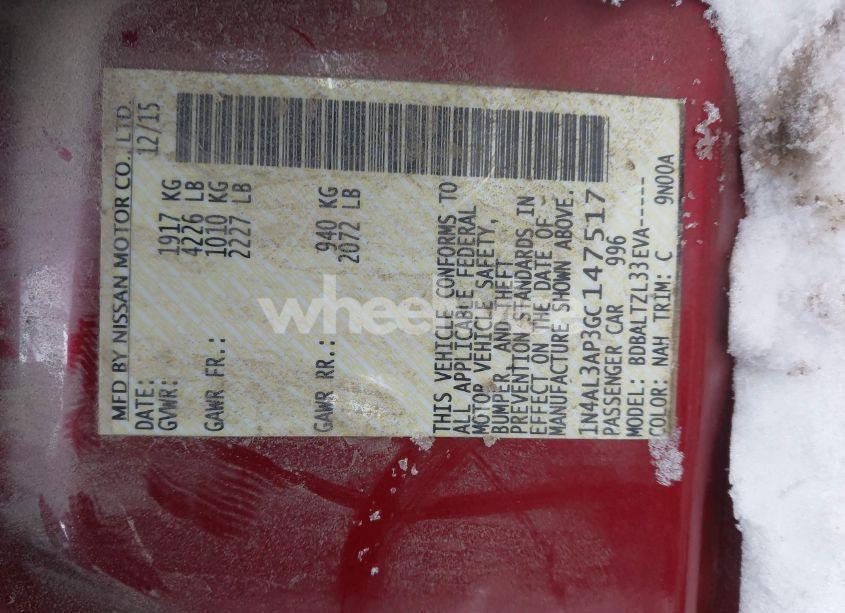 MFD BY NISSAN MOTOR CO., LTD.
DATE: 12/15
GVWR: 1917 KG
4226 LB
GAWR FR.: 1010 KG
2227 LB
GAWR RR.: 940 KG
2072 LB
THIS VEHICLE CONFORMS TO
ALL APPLICABLE FEDERAL
MOTOR VEHICLE SAFETY,
BUMPER, AND THEFT
PREVENTION STANDARDS IN
EFFECT ON THE DATE OF
MANUFACTURE SHOWN ABOVE.
1N4AL3AP3GC147517
PASSENGER CAR 996
MODEL: BDBALTZL33EVA-----
COLOR: NAH TRIM: C 9N00A